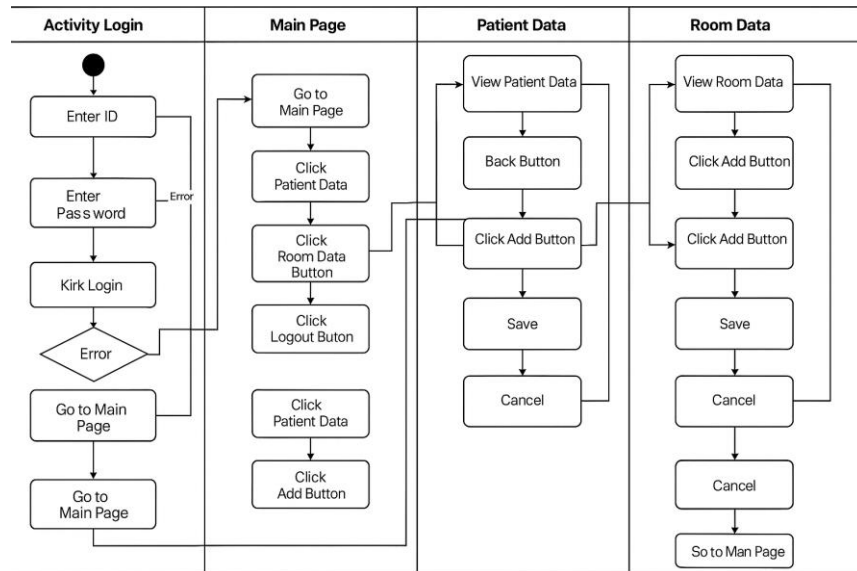 Activity Login
Main Page
Patient Data
Room Data
Enter ID
Enter
Password
Error
Kirk Login
Error
Go to Main
Page
Go to
Main Page
Go to
Main Page
Click
Patient Data
Click
Room Data
Button
Click
Logout Buton
Click
Patient Data
Click
Add Button
View Patient Data
Back Button
Click Add Button
Save
Cancel
View Room Data
Click Add Button
Click Add Button
Save
Cancel
Cancel
So to Man Page